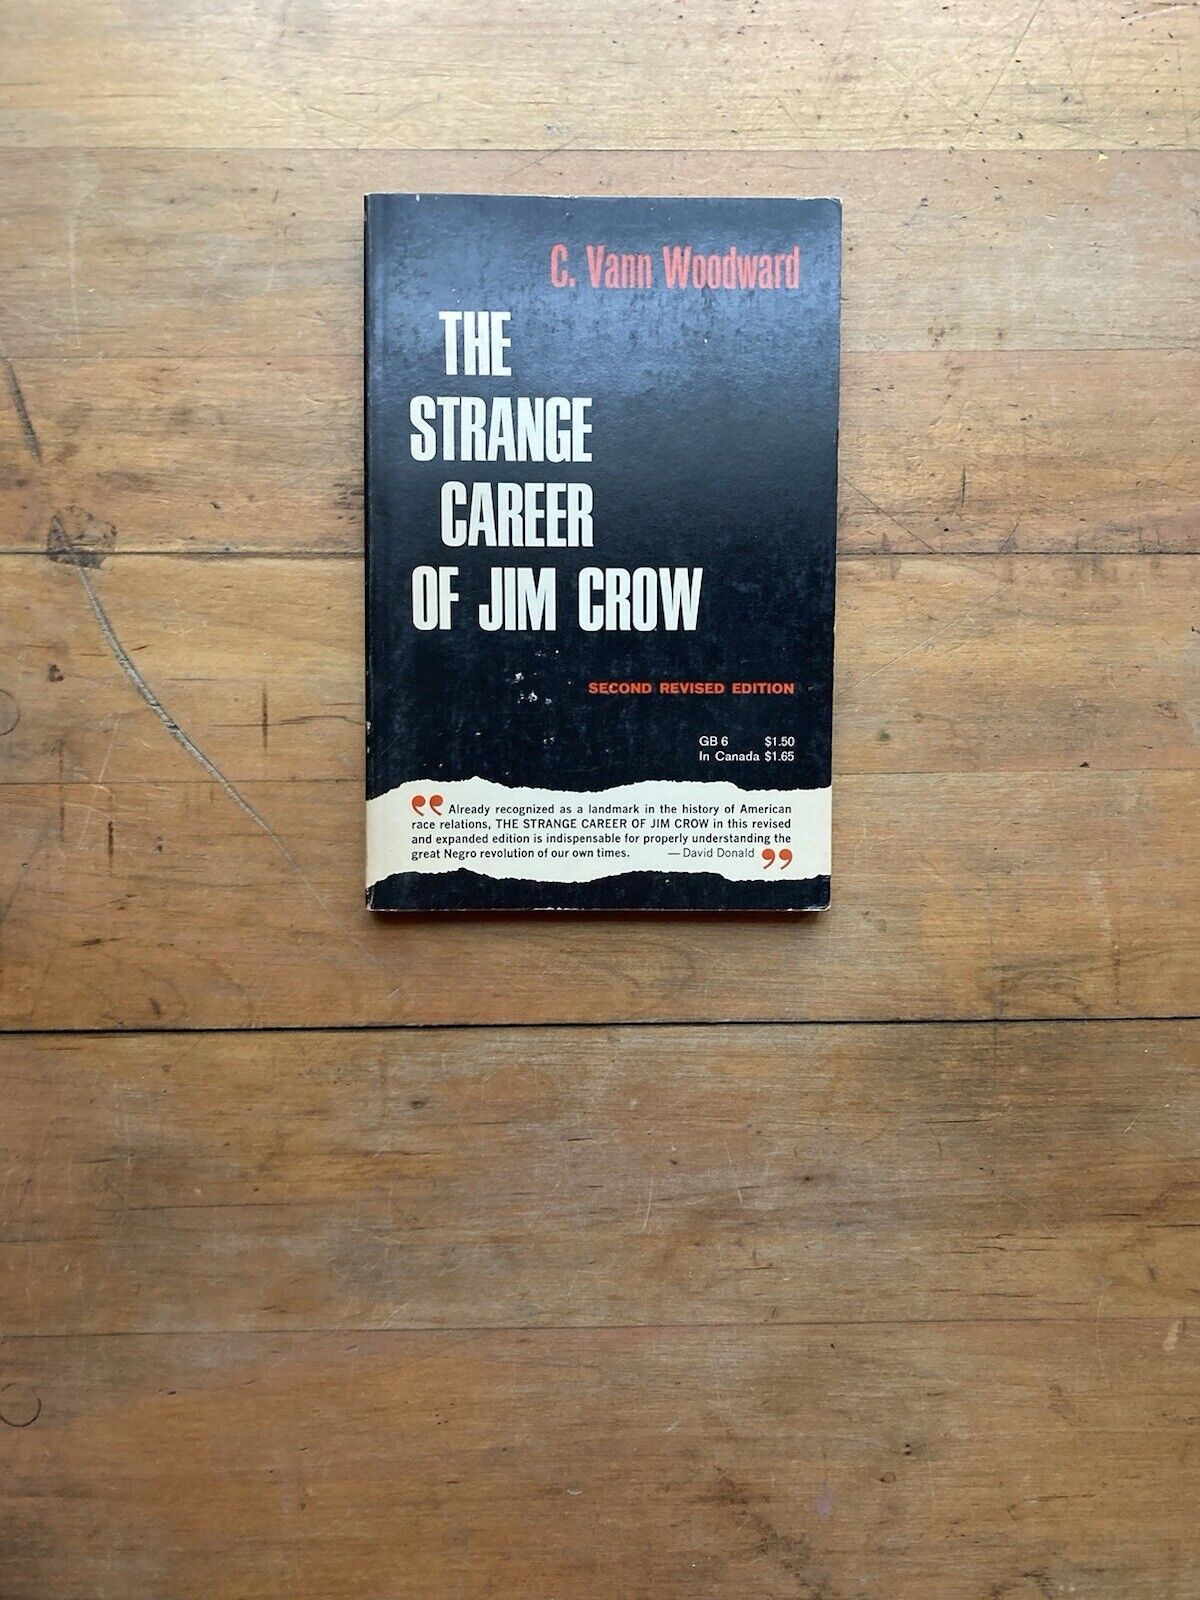 C. Vann Woodward
THE
STRANGE
CAREER
OF JIM CROW
SECOND REVISED EDITION
GB 6 $1.50
In Canada $1.65
“Already recognized as a landmark in the history of American
race relations, THE STRANGE CAREER OF JIM CROW in this revised
and expanded edition is indispensable for properly understanding the
great Negro revolution of our own times. — David Donald ”